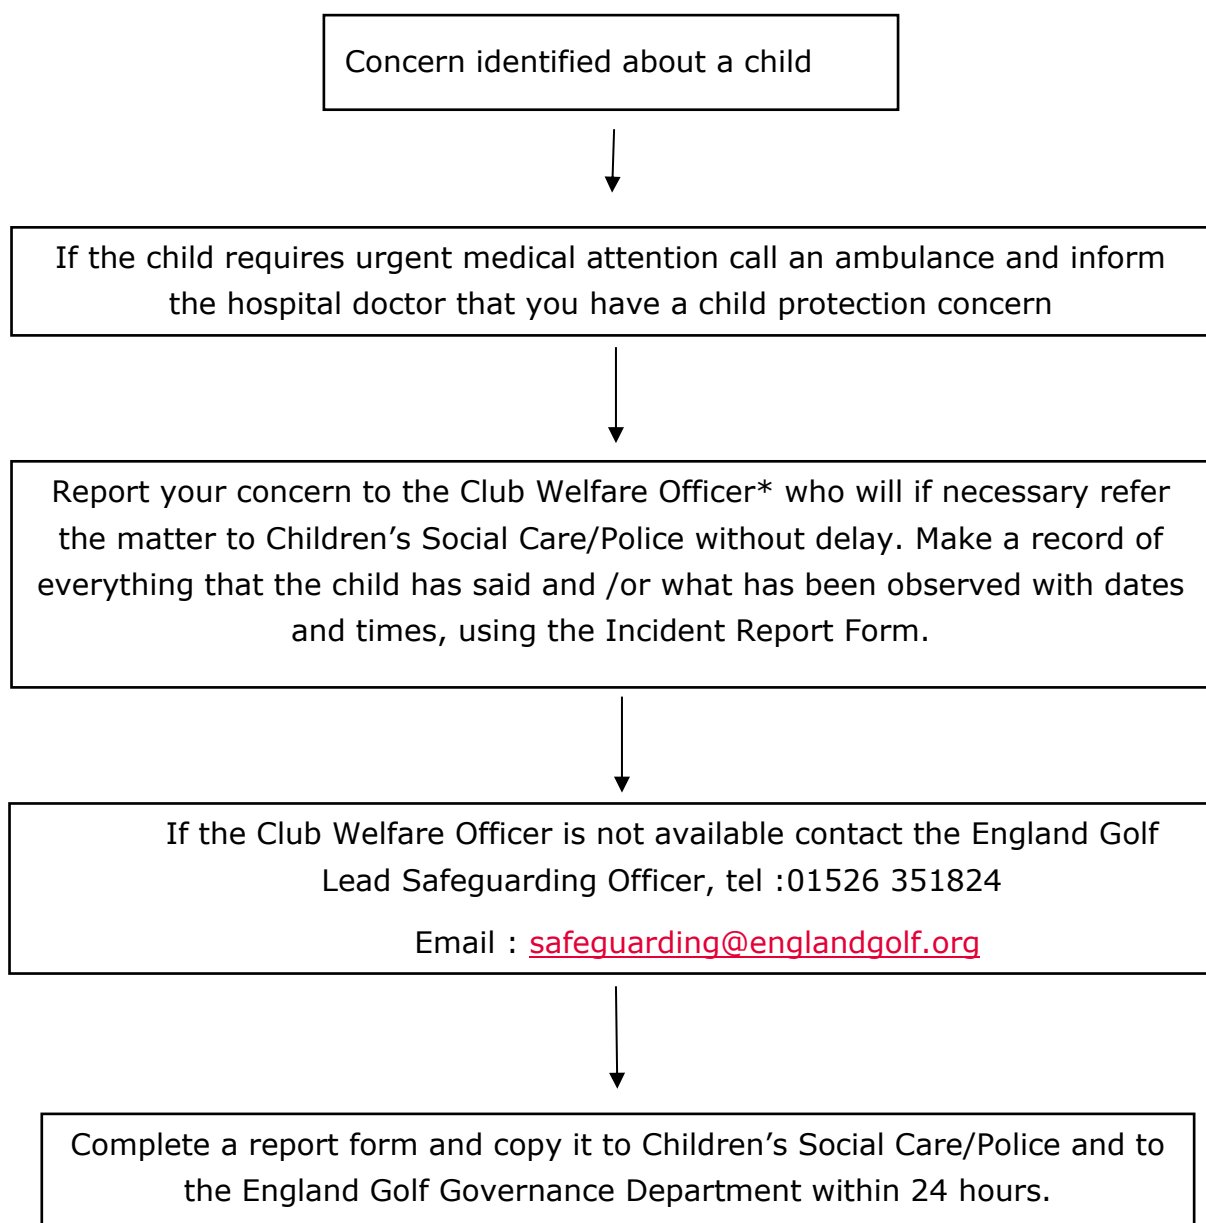 Concern identified about a child
If the child requires urgent medical attention call an ambulance and inform
the hospital doctor that you have a child protection concern
Report your concern to the Club Welfare Officer* who will if necessary refer
the matter to Children’s Social Care/Police without delay. Make a record of
everything that the child has said and /or what has been observed with dates
and times, using the Incident Report Form.
If the Club Welfare Officer is not available contact the England Golf
Lead Safeguarding Officer, tel :01526 351824
Email : safeguarding@englandgolf.org
Complete a report form and copy it to Children’s Social Care/Police and to
the England Golf Governance Department within 24 hours.